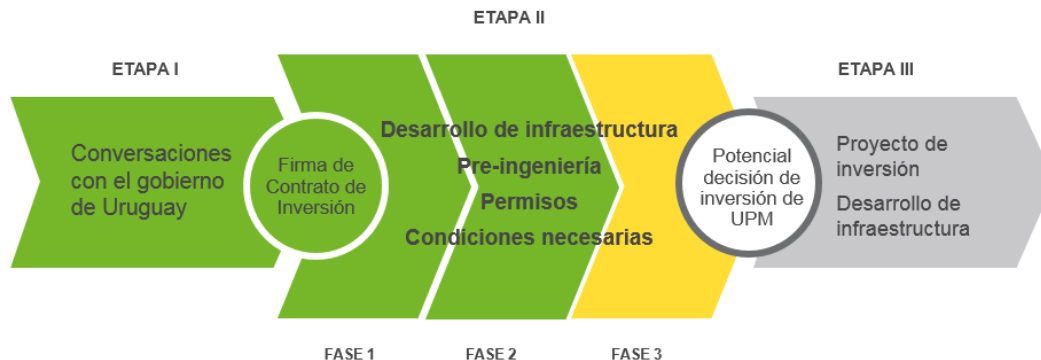 ETAPA II
ETAPA I
ETAPA III
Conversaciones
con el gobierno
de Uruguay
Firma de
Contrato de
Inversión
Desarrollo de infraestructura
Pre-ingeniería
Permisos
Condiciones necesarias
Potencial
decisión de
inversión de
UPM
Proyecto de
inversión
Desarrollo de
infraestructura
FASE 1
FASE 2
FASE 3